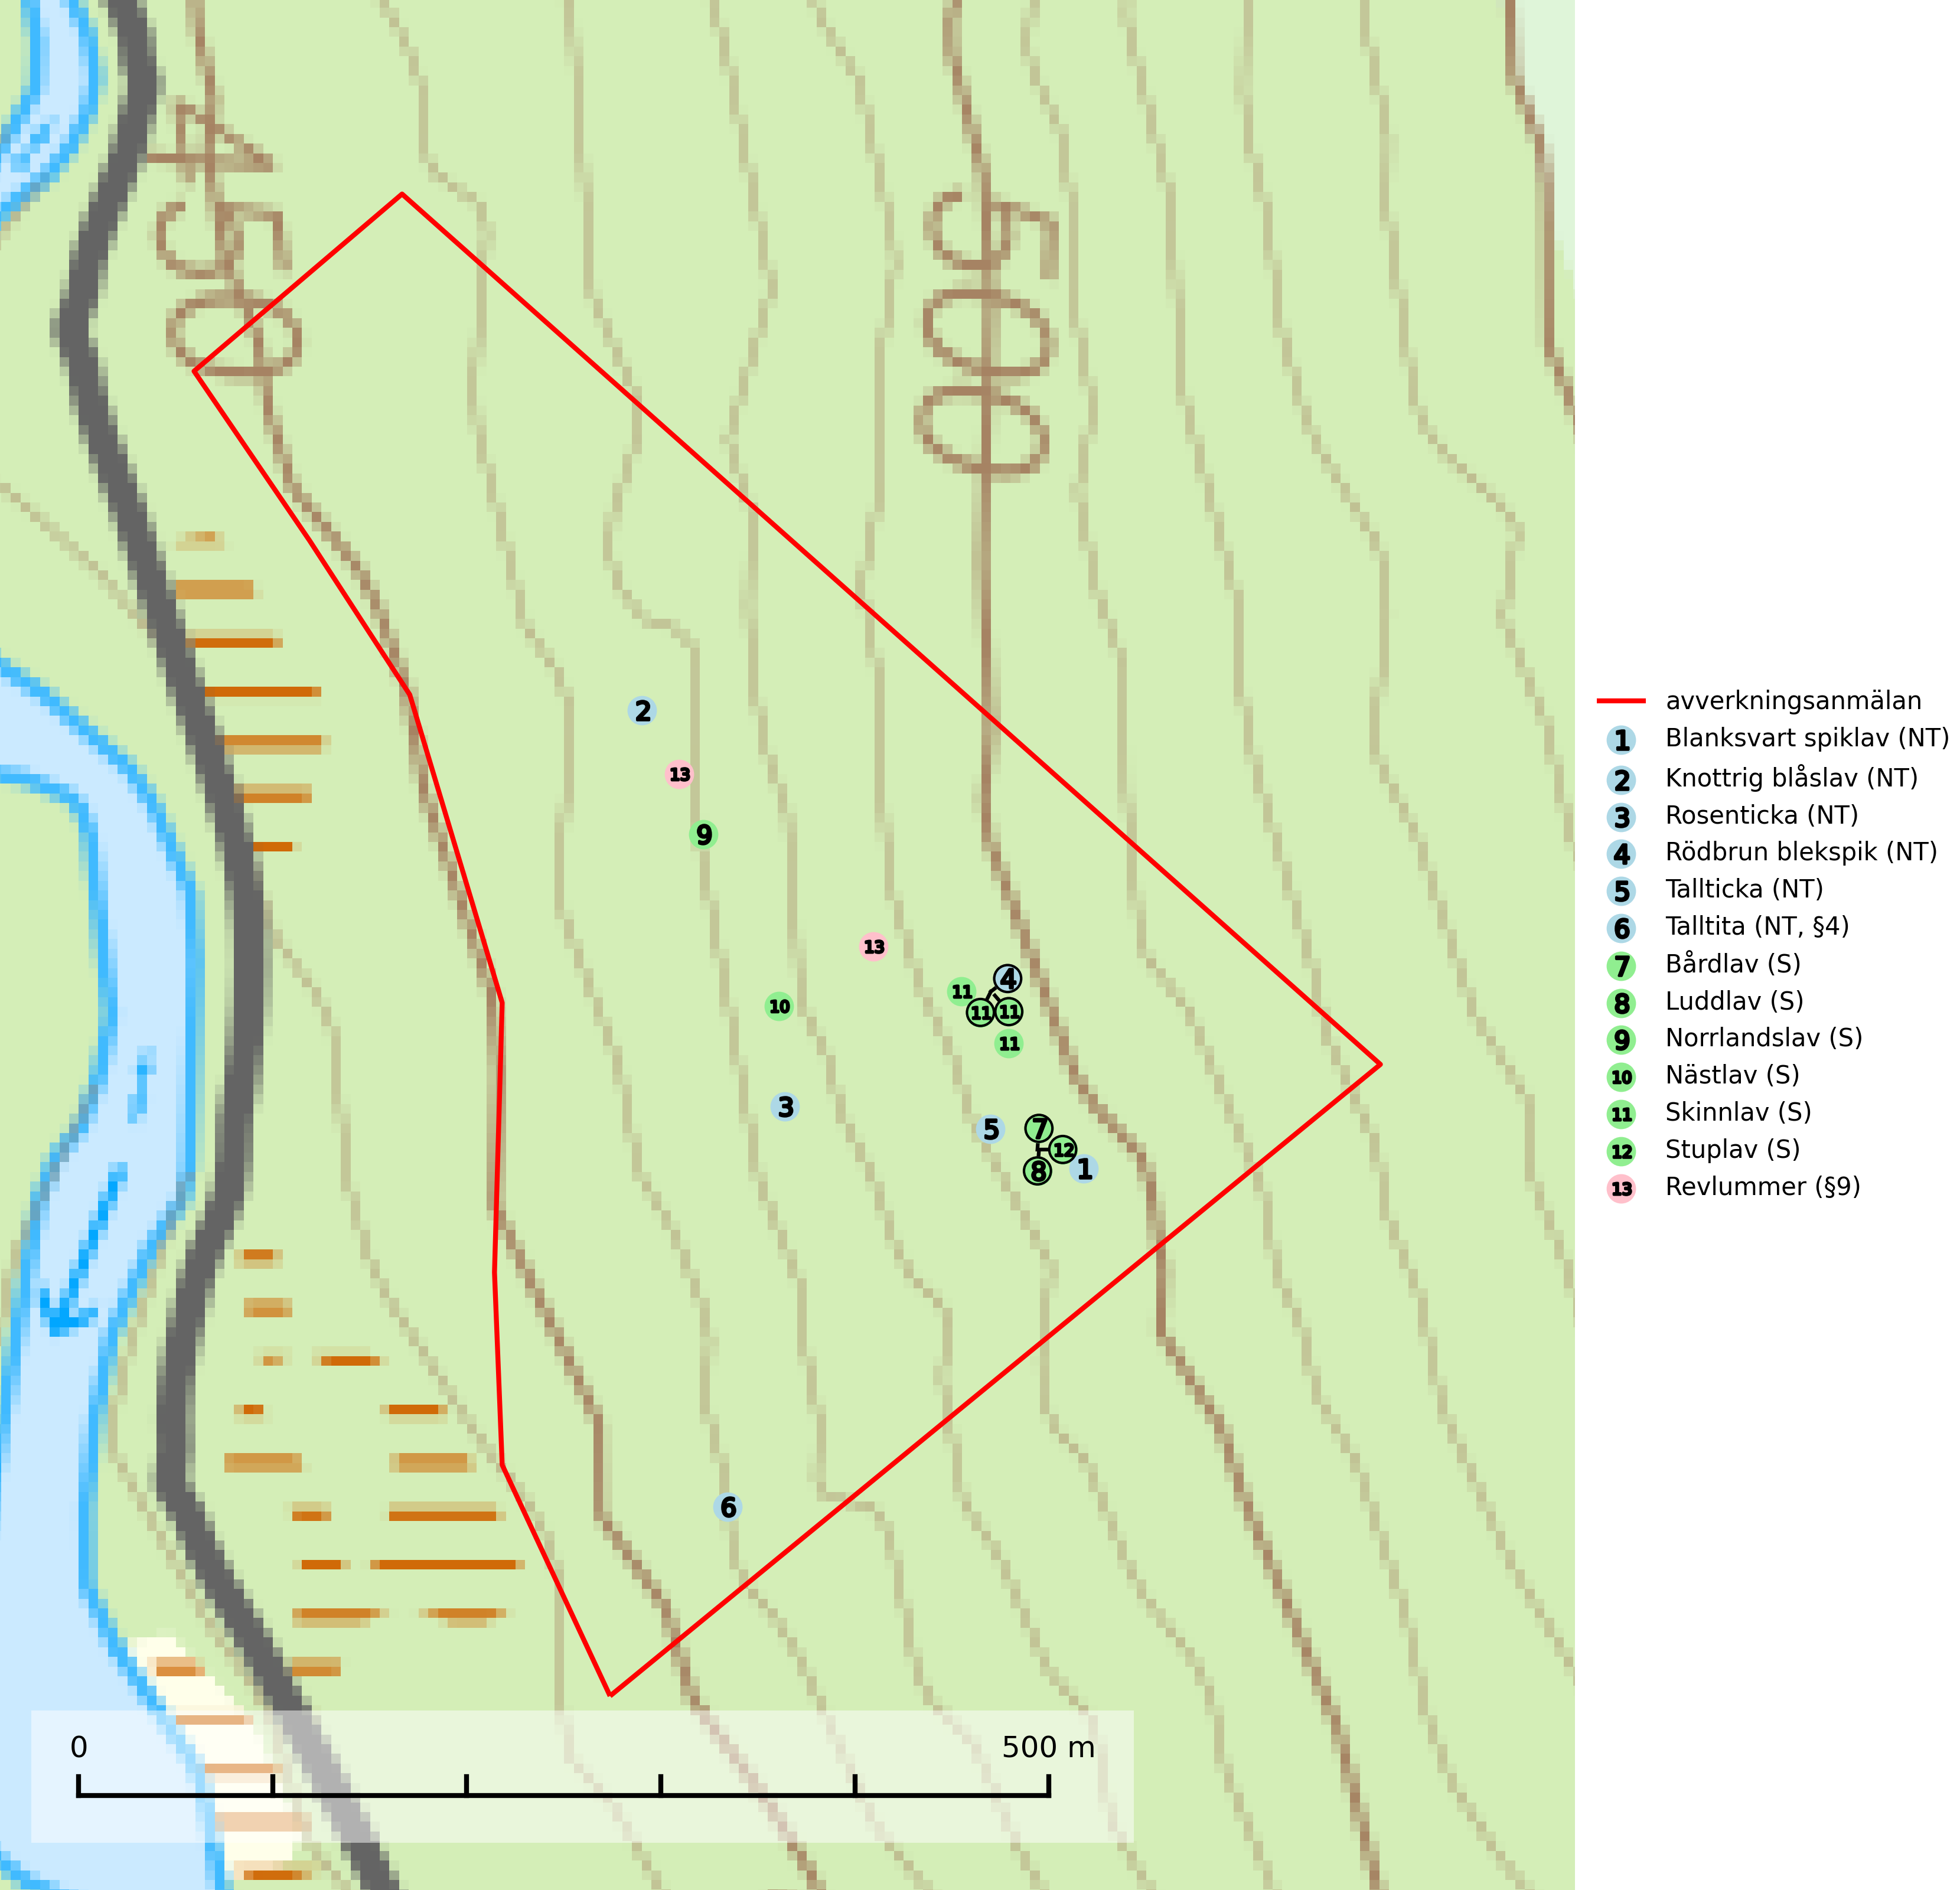 450
500
2
13
9
13
4
11
11
11
10
11
3
5
7
12
8
1
6
0
500 m
avverkningsanmälan
1 Blanksvart spiklav (NT)
2 Knottrig blåslav (NT)
3 Rosenticka (NT)
4 Rödbrun blekspik (NT)
5 Tallticka (NT)
6 Talltita (NT, §4)
7 Bårdlav (S)
8 Luddlav (S)
9 Norrlandslav (S)
10 Nästlav (S)
11 Skinnlav (S)
12 Stuplav (S)
13 Revlummer (§9)